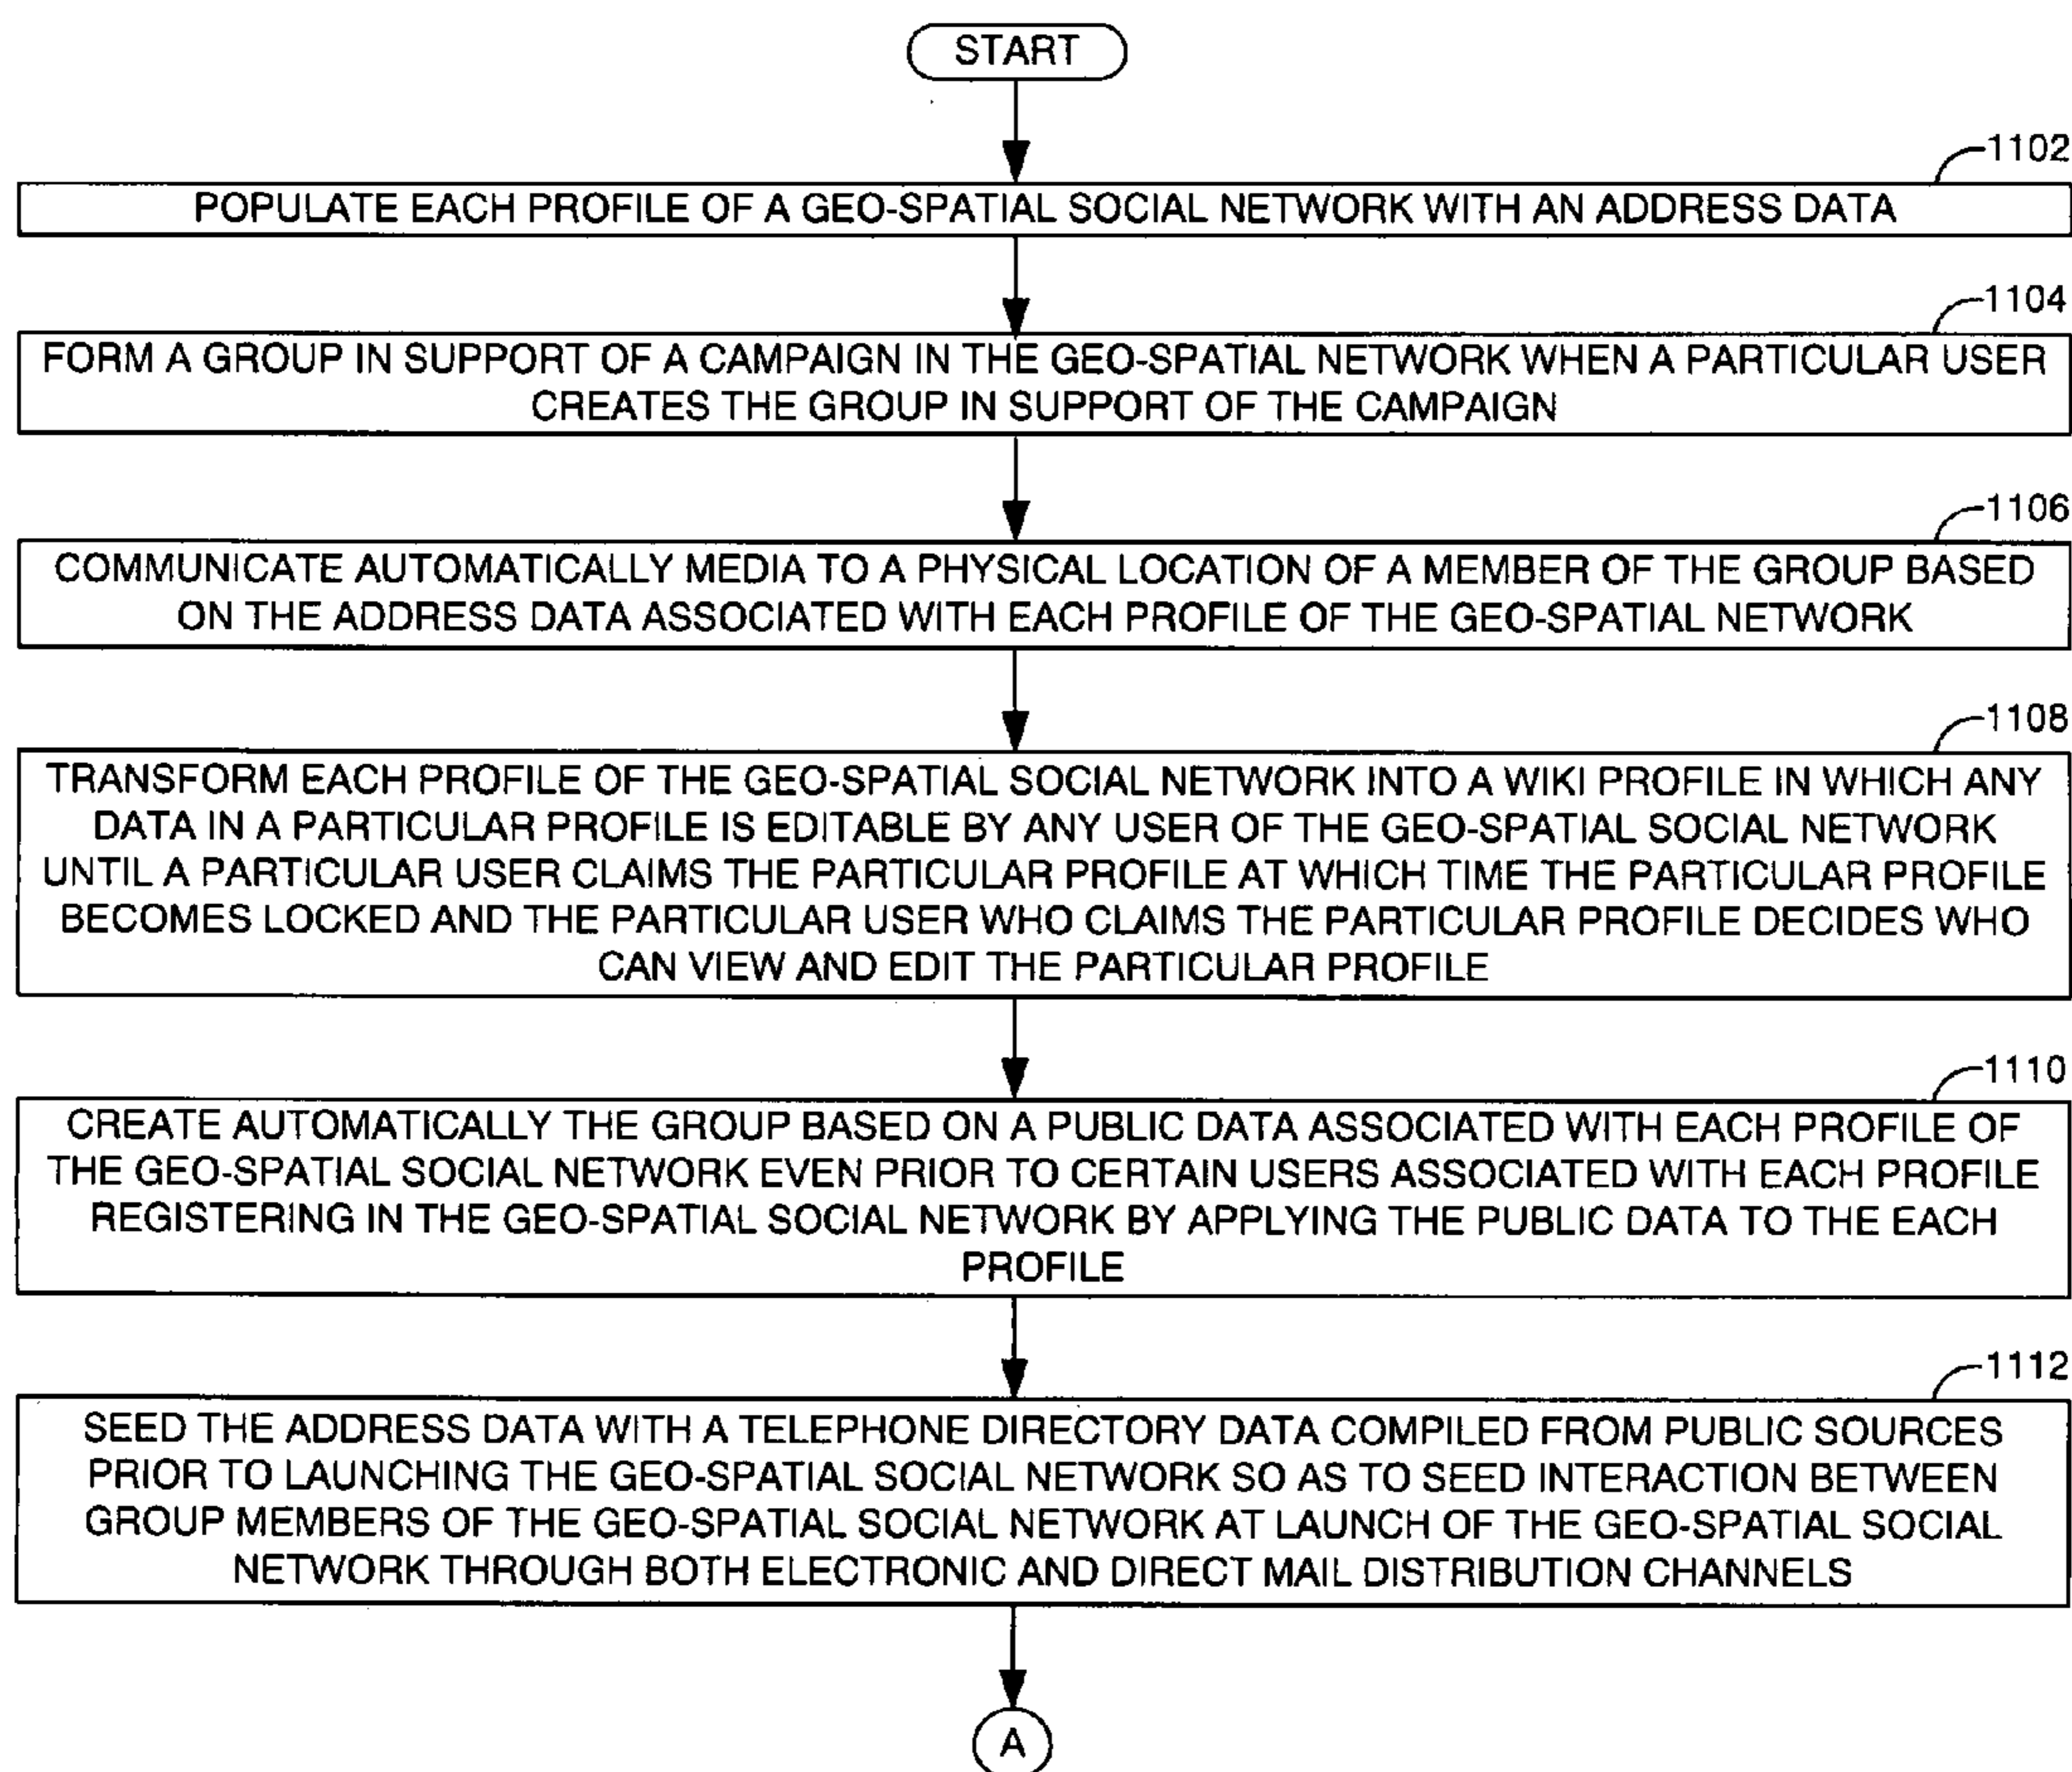 START
1102
POPULATE EACH PROFILE OF A GEO-SPATIAL SOCIAL NETWORK WITH AN ADDRESS DATA
1104
FORM A GROUP IN SUPPORT OF A CAMPAIGN IN THE GEO-SPATIAL NETWORK WHEN A PARTICULAR USER
CREATES THE GROUP IN SUPPORT OF THE CAMPAIGN
1106
COMMUNICATE AUTOMATICALLY MEDIA TO A PHYSICAL LOCATION OF A MEMBER OF THE GROUP BASED
ON THE ADDRESS DATA ASSOCIATED WITH EACH PROFILE OF THE GEO-SPATIAL NETWORK
1108
TRANSFORM EACH PROFILE OF THE GEO-SPATIAL SOCIAL NETWORK INTO A WIKI PROFILE IN WHICH ANY
DATA IN A PARTICULAR PROFILE IS EDITABLE BY ANY USER OF THE GEO-SPATIAL SOCIAL NETWORK
UNTIL A PARTICULAR USER CLAIMS THE PARTICULAR PROFILE AT WHICH TIME THE PARTICULAR PROFILE
BECOMES LOCKED AND THE PARTICULAR USER WHO CLAIMS THE PARTICULAR PROFILE DECIDES WHO
CAN VIEW AND EDIT THE PARTICULAR PROFILE
1110
CREATE AUTOMATICALLY THE GROUP BASED ON A PUBLIC DATA ASSOCIATED WITH EACH PROFILE OF
THE GEO-SPATIAL SOCIAL NETWORK EVEN PRIOR TO CERTAIN USERS ASSOCIATED WITH EACH PROFILE
REGISTERING IN THE GEO-SPATIAL SOCIAL NETWORK BY APPLYING THE PUBLIC DATA TO THE EACH
PROFILE
1112
SEED THE ADDRESS DATA WITH A TELEPHONE DIRECTORY DATA COMPILED FROM PUBLIC SOURCES
PRIOR TO LAUNCHING THE GEO-SPATIAL SOCIAL NETWORK SO AS TO SEED INTERACTION BETWEEN
GROUP MEMBERS OF THE GEO-SPATIAL SOCIAL NETWORK AT LAUNCH OF THE GEO-SPATIAL SOCIAL
NETWORK THROUGH BOTH ELECTRONIC AND DIRECT MAIL DISTRIBUTION CHANNELS
A